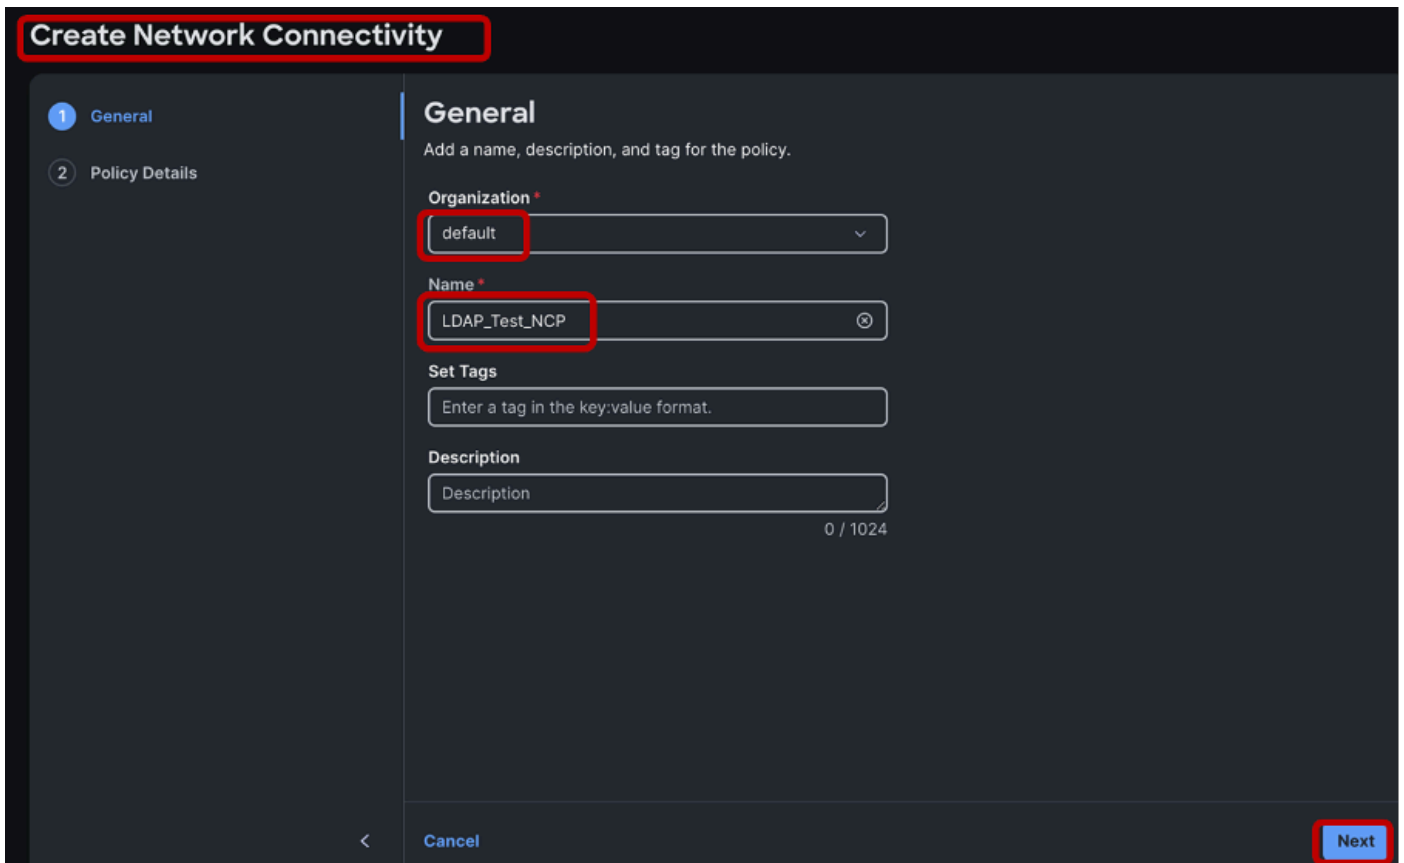 Create Network Connectivity
1 General
2 Policy Details
General
Add a name, description, and tag for the policy.
Organization *
default
Name *
LDAP_Test_NCP
Set Tags
Enter a tag in the key:value format.
Description
Description
0 / 1024
Cancel
Next